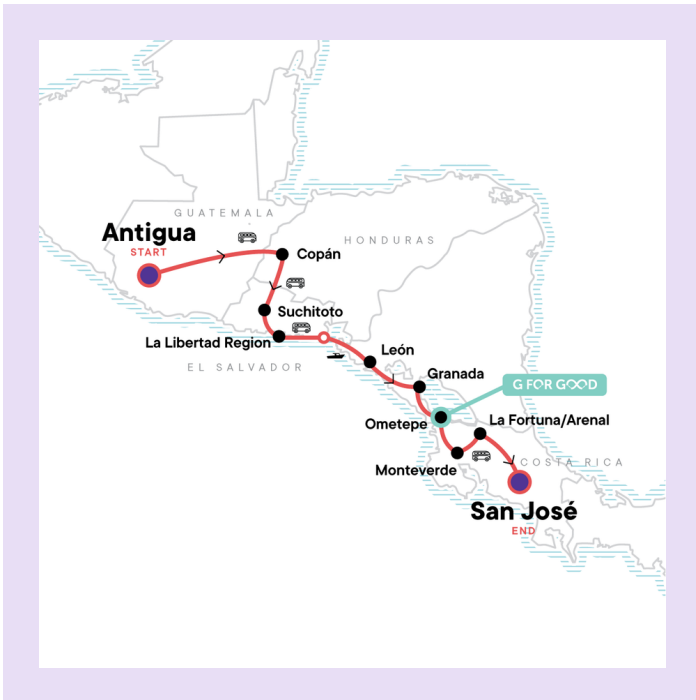 GUATEMALA
Antigua
START
HONDURAS
Copán
Suchitoto
La Libertad Region
EL SALVADOR
León
Granada
G FOR GOOD
Ometepe
La Fortuna/Arenal
COSTA RICA
Monteverde
San José
END